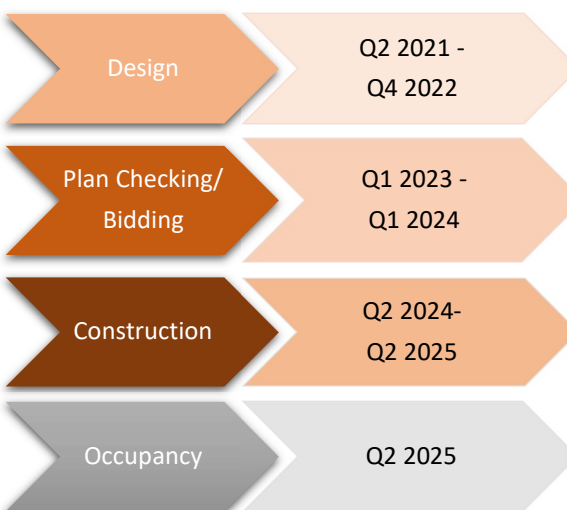 Design
Q2 2021 -
Q4 2022
Plan Checking/
Bidding
Q1 2023 -
Q1 2024
Construction
Q2 2024-
Q2 2025
Occupancy
Q2 2025